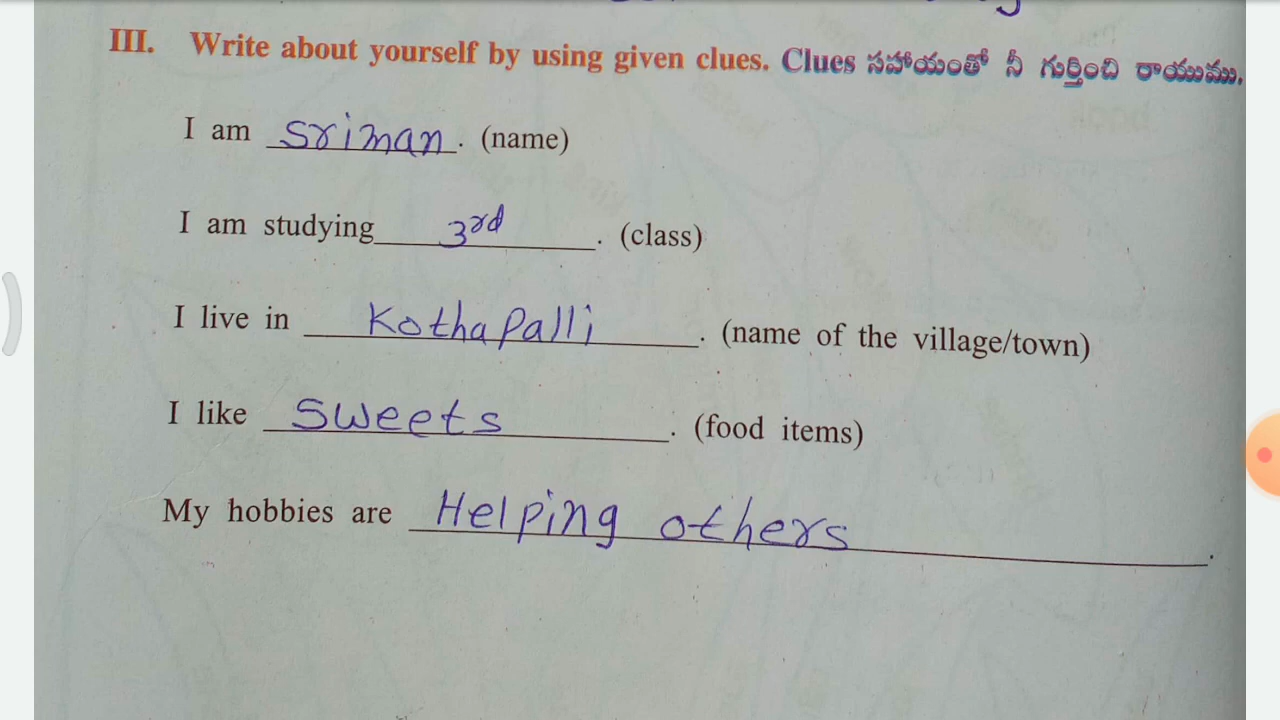 III. Write about yourself by using given clues. Clues సహాయంతో నీ గుర్తించి రాయుము.
I am Sriman. (name)
I am studying 3rd. (class)
I live in Kothapalli. (name of the village/town)
I like Sweets. (food items)
My hobbies are Helping others.